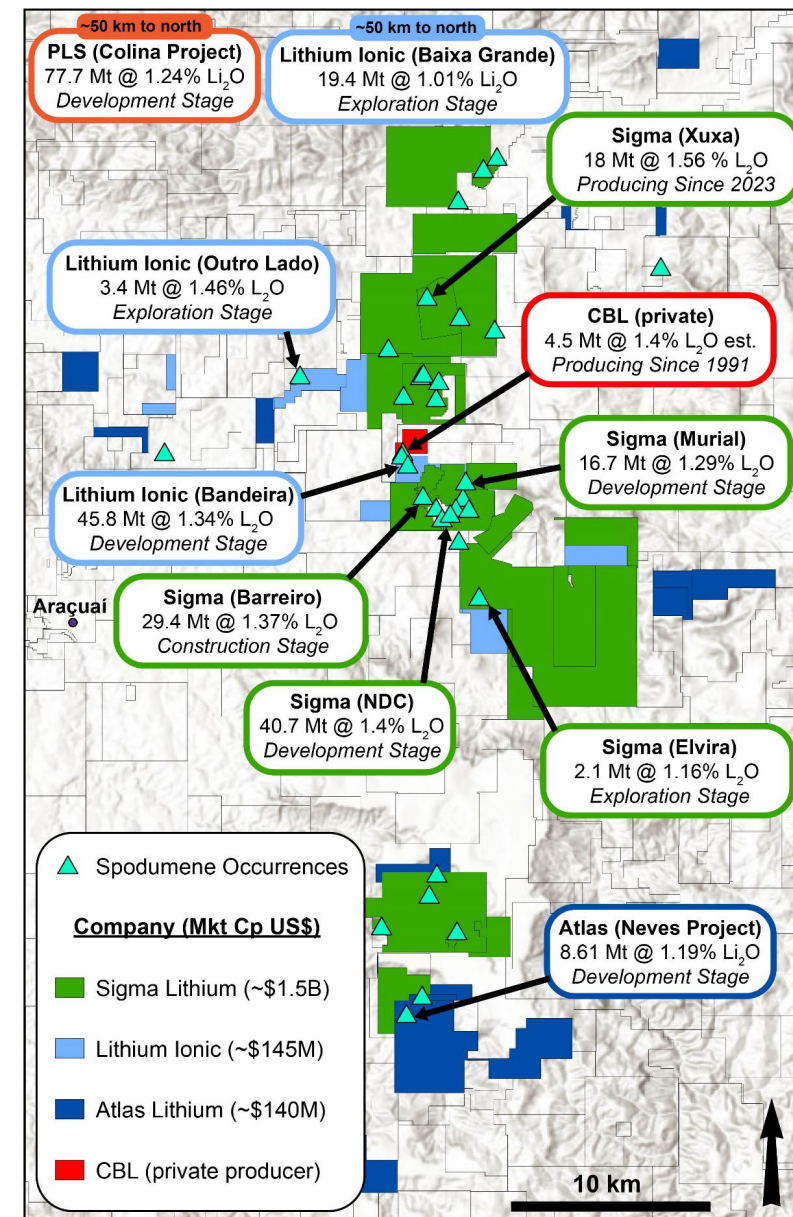 ~50 km to north
PLS (Colina Project)
77.7 Mt @ 1.24% Li₂O
Development Stage
~50 km to north
Lithium Ionic (Baixa Grande)
19.4 Mt @ 1.01% Li₂O
Exploration Stage
Sigma (Xuxa)
18 Mt @ 1.56 % L₂O
Producing Since 2023
Lithium Ionic (Outro Lado)
3.4 Mt @ 1.46% L₂O
Exploration Stage
CBL (private)
4.5 Mt @ 1.4% L₂O est.
Producing Since 1991
Sigma (Murial)
16.7 Mt @ 1.29% L₂O
Development Stage
Lithium Ionic (Bandeira)
45.8 Mt @ 1.34% L₂O
Development Stage
Araçuaí
Sigma (Barreiro)
29.4 Mt @ 1.37% L₂O
Construction Stage
Sigma (NDC)
40.7 Mt @ 1.4% L₂O
Development Stage
Sigma (Elvira)
2.1 Mt @ 1.16% L₂O
Exploration Stage
Atlas (Neves Project)
8.61 Mt @ 1.19% Li₂O
Development Stage
Spodumene Occurrences
Company (Mkt Cp US$)
Sigma Lithium (~$1.5B)
Lithium Ionic (~$145M)
Atlas Lithium (~$140M)
CBL (private producer)
10 km